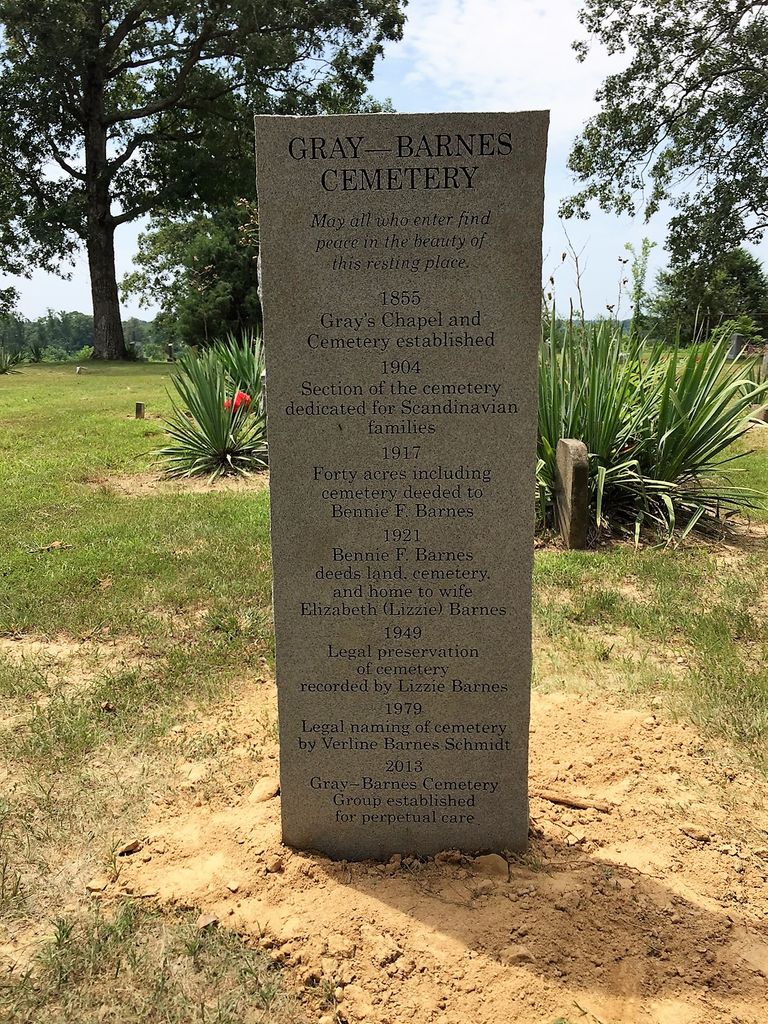 GRAY—BARNES
CEMETERY
May all who enter find
peace in the beauty of
this resting place.
1855
Gray's Chapel and
Cemetery established
1904
Section of the cemetery
dedicated for Scandinavian
families
1917
Forty acres including
cemetery deeded to
Bennie F. Barnes
1921
Bennie F. Barnes
deeds land, cemetery,
and home to wife
Elizabeth (Lizzie) Barnes
1949
Legal preservation
of cemetery
recorded by Lizzie Barnes
1979
Legal naming of cemetery
by Verline Barnes Schmidt
2013
Gray—Barnes Cemetery
Group established
for perpetual care